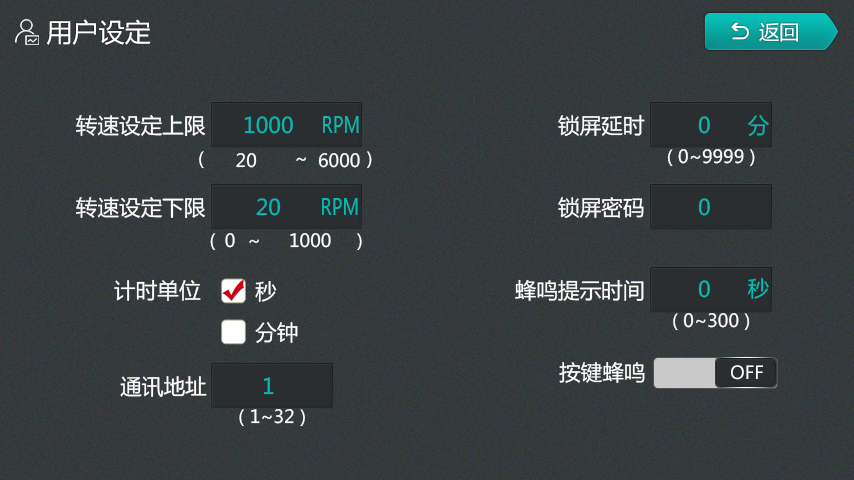 用户设定
返回
转速设定上限 1000 RPM
( 20 ~ 6000 )
转速设定下限 20 RPM
( 0 ~ 1000 )
计时单位 秒
分钟
通讯地址 1
( 1~32 )
锁屏延时 0 分
( 0~9999 )
锁屏密码 0
蜂鸣提示时间 0 秒
( 0~300 )
按键蜂鸣 OFF